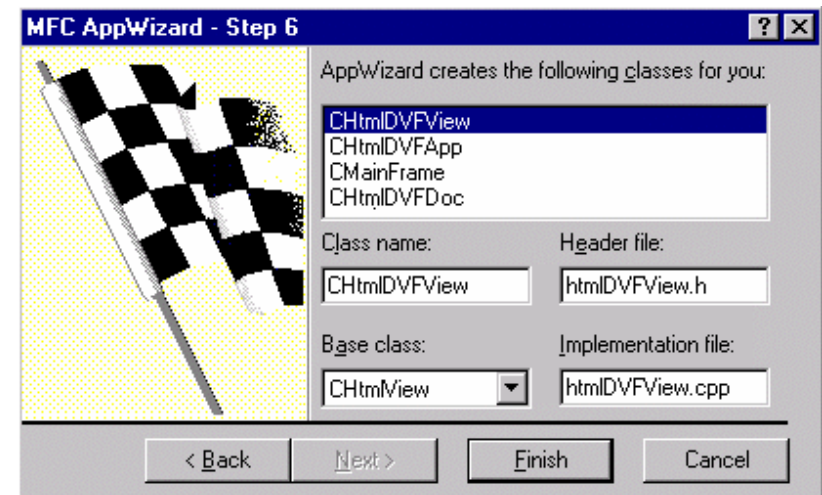 MFC AppWizard - Step 6
AppWizard creates the following classes for you:
CHtmlDVFView
CHtmlDVFApp
CMainFrame
CHtmlDVFDoc
Class name: Header file:
CHtmlDVFView htmlDVFView.h
Base class: Implementation file:
CHtmlView htmlDVFView.cpp
< Back Next > Finish Cancel